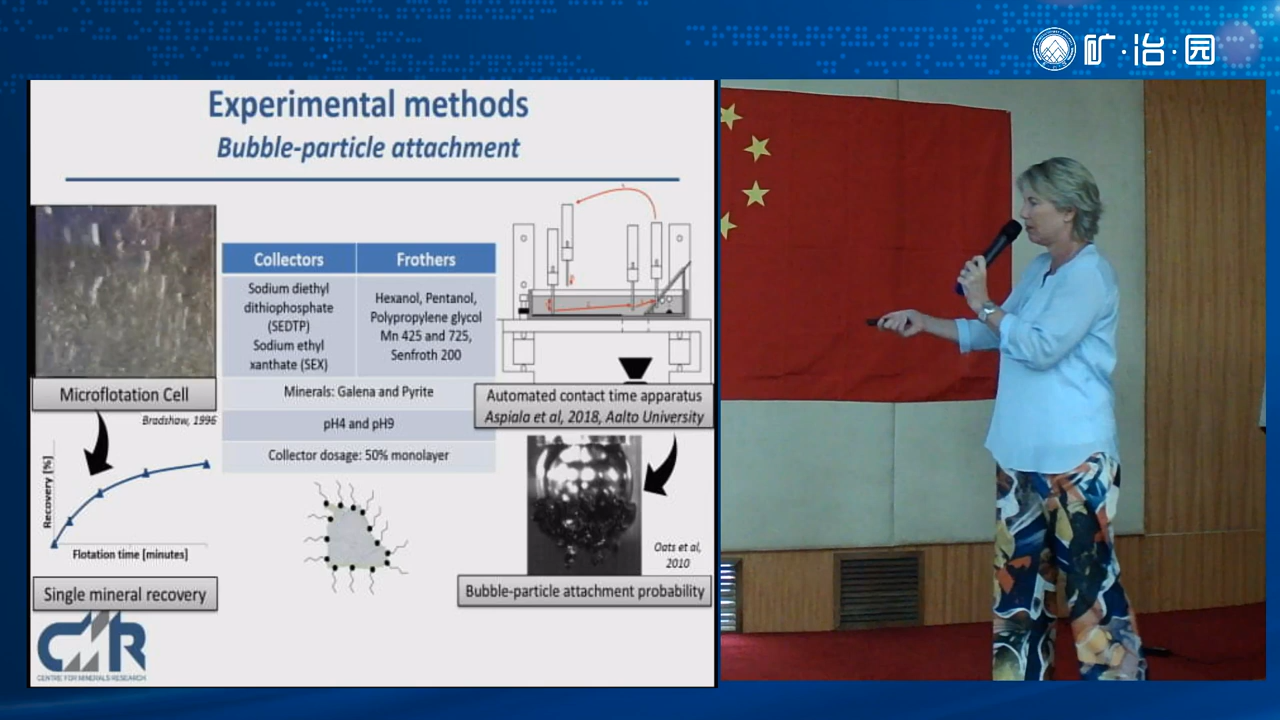 矿·冶·园
Experimental methods
Bubble-particle attachment
Microflotation Cell
Bradshaw, 1996
Recovery [%]
Flotation time [minutes]
Single mineral recovery
CMR
CENTRE FOR MINERALS RESEARCH
Collectors
Frothers
Sodium diethyl
dithiophosphate
(SEDTP)
Sodium ethyl
xanthate (SEX)
Hexanol, Pentanol,
Polypropylene glycol
Mn 425 and 725,
Senfroth 200
Minerals: Galena and Pyrite
pH4 and pH9
Collector dosage: 50% monolayer
Automated contact time apparatus
Aspiala et al, 2018, Aalto University
Oats et al,
2010
Bubble-particle attachment probability